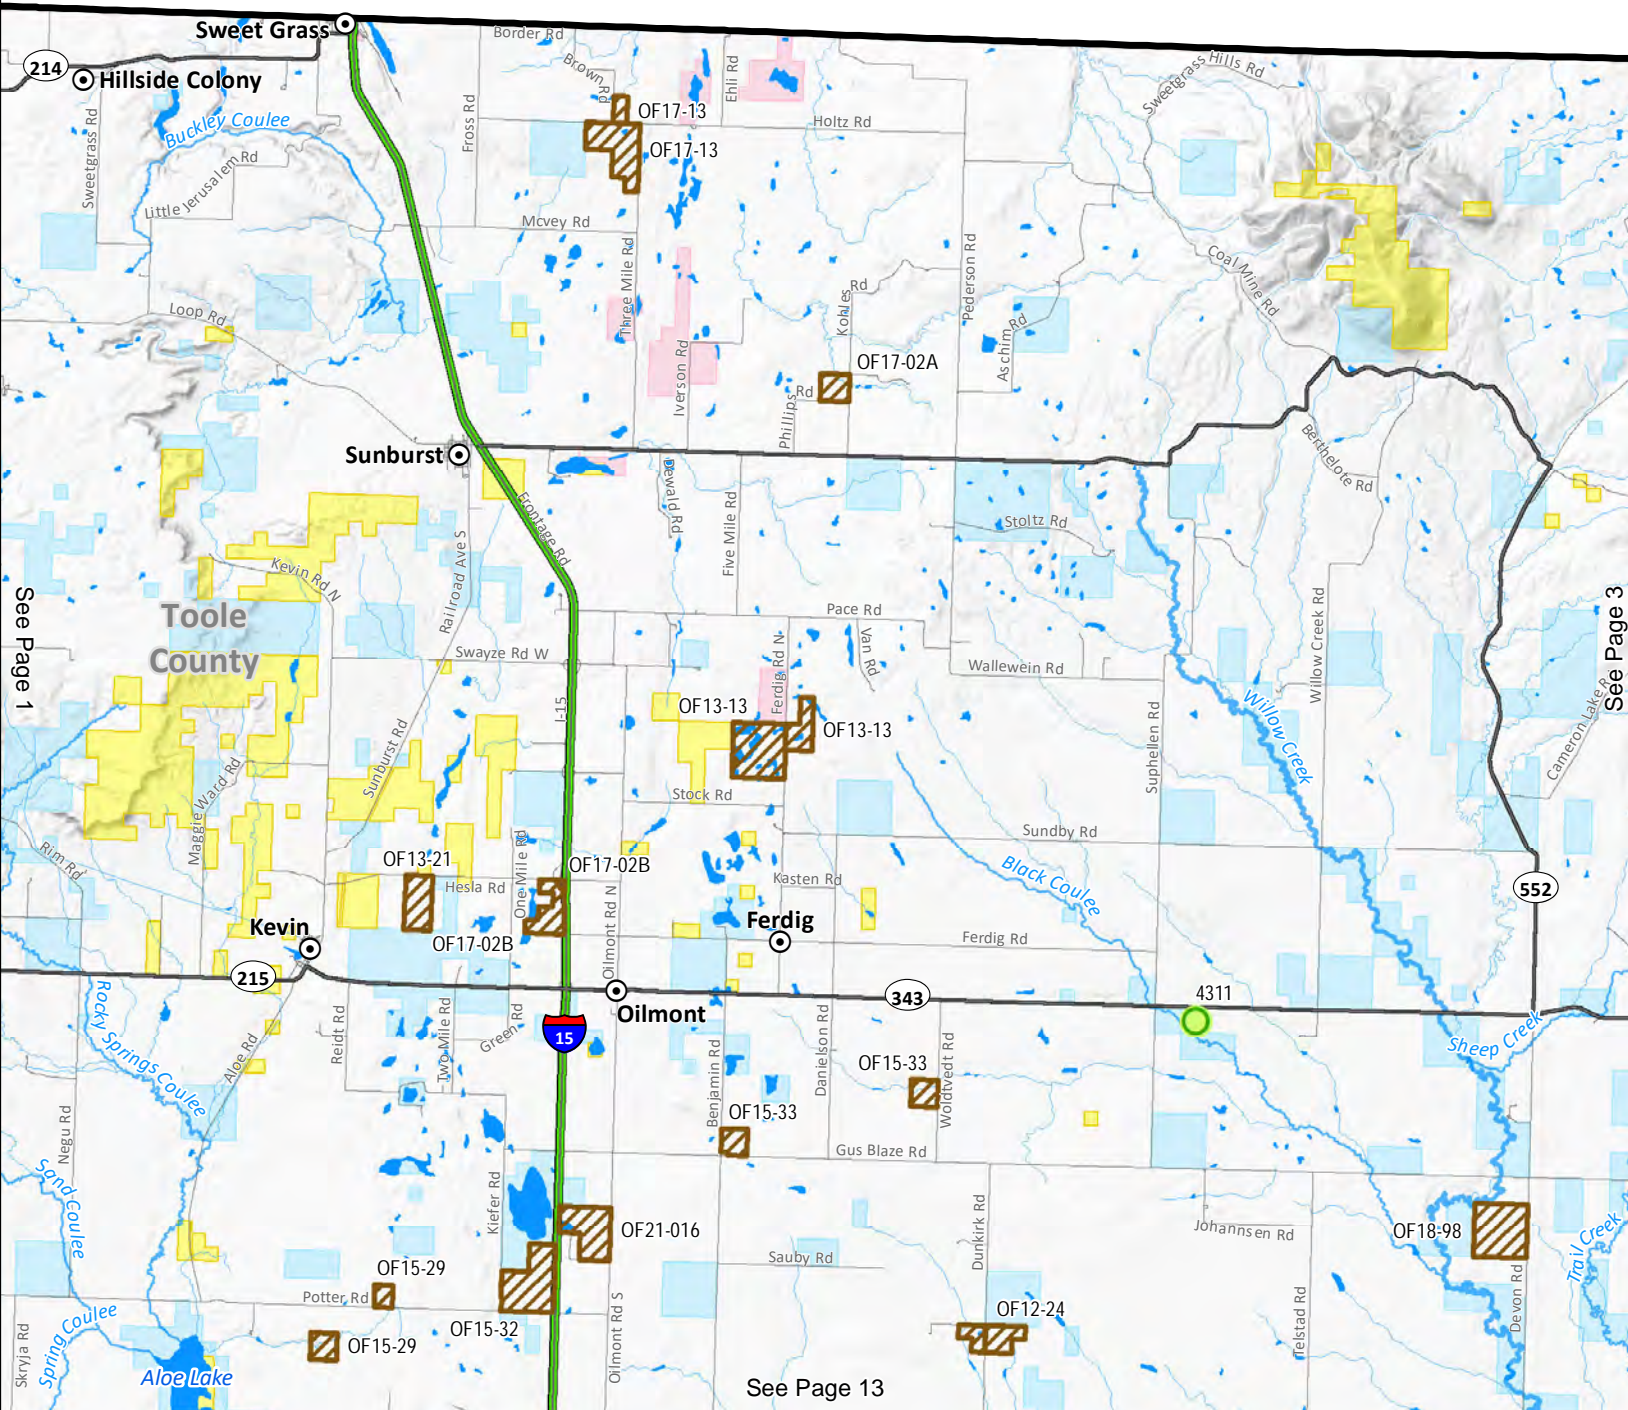 Sweet Grass
Border Rd
214
Hillside Colony
Brown Rd
Ehli Rd
Sweetgrass Hills Rd
Sweetgrass Rd
Buckley Coulee
Fross Rd
OF17-13
Holtz Rd
OF17-13
Little Jerusalem Rd
Mcvey Rd
Three Mile Rd
Pederson Rd
Coal Mine Rd
Loop Rd
Kohles Rd
Aschim Rd
Iverson Rd
OF17-02A
Phillips Rd
Sunburst
Berthelote Rd
Frontage Rd
Dewald Rd
Five Mile Rd
Stoltz Rd
Kevin Rd N
Railroad Ave S
See Page 1
Toole
County
Pace Rd
Van Rd
Ferdig Rd N
Swayze Rd W
Wallewein Rd
Willow Creek Rd
See Page 3
I-15
OF13-13
OF13-13
Suphellen Rd
Willow Creek
Cameron Lake R
Sunburst Rd
Maggie Ward Rd
Stock Rd
Sundby Rd
Rim Rd
OF13-21
One Mile Rd
OF17-02B
Hesla Rd
Kasten Rd
Black Coulee
552
Kevin
OF17-02B
Oilmont Rd N
Ferdig
Ferdig Rd
215
343
4311
Oilmont
Rocky Springs Coulee
Reidt Rd
Two Mile Rd
Green Rd
15
Aloe Rd
Benjamin Rd
Danielson Rd
OF15-33
Woldtvedt Rd
Sheep Creek
OF15-33
Negu Rd
Gus Blaze Rd
Sand Coulee
Kiefer Rd
OF21-016
Dunkirk Rd
Johannsen Rd
OF18-98
Trail Creek
Sauby Rd
OF15-29
Potter Rd
OF15-32
OF12-24
Oilmont Rd S
Telstad Rd
Devon Rd
Skryja Rd
Spring Coulee
OF15-29
Aloe Lake
See Page 13